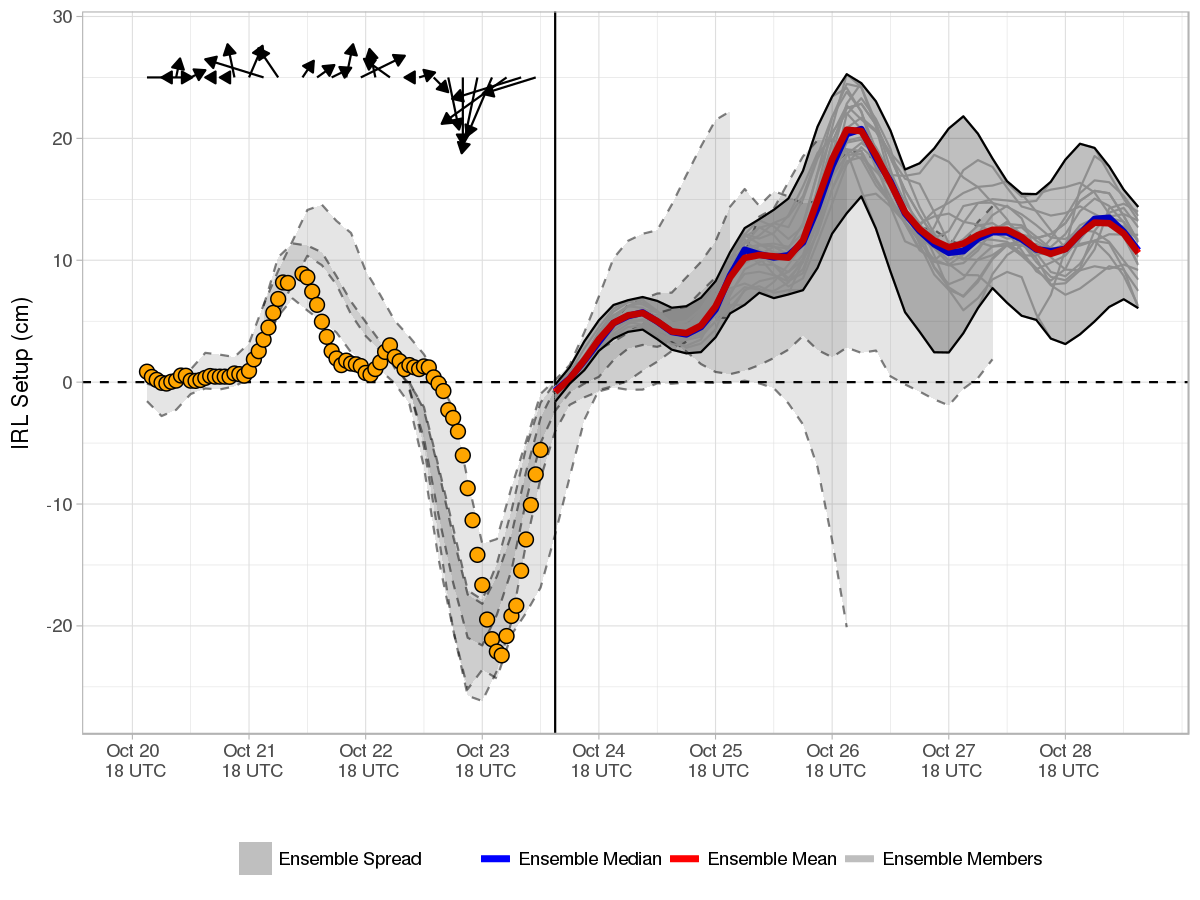 30
20
10
0
-10
-20
IRL Setup (cm)
Oct 20 Oct 21 Oct 22 Oct 23 Oct 24 Oct 25 Oct 26 Oct 27 Oct 28
18 UTC 18 UTC 18 UTC 18 UTC 18 UTC 18 UTC 18 UTC 18 UTC 18 UTC
Ensemble Spread Ensemble Median Ensemble Mean Ensemble Members